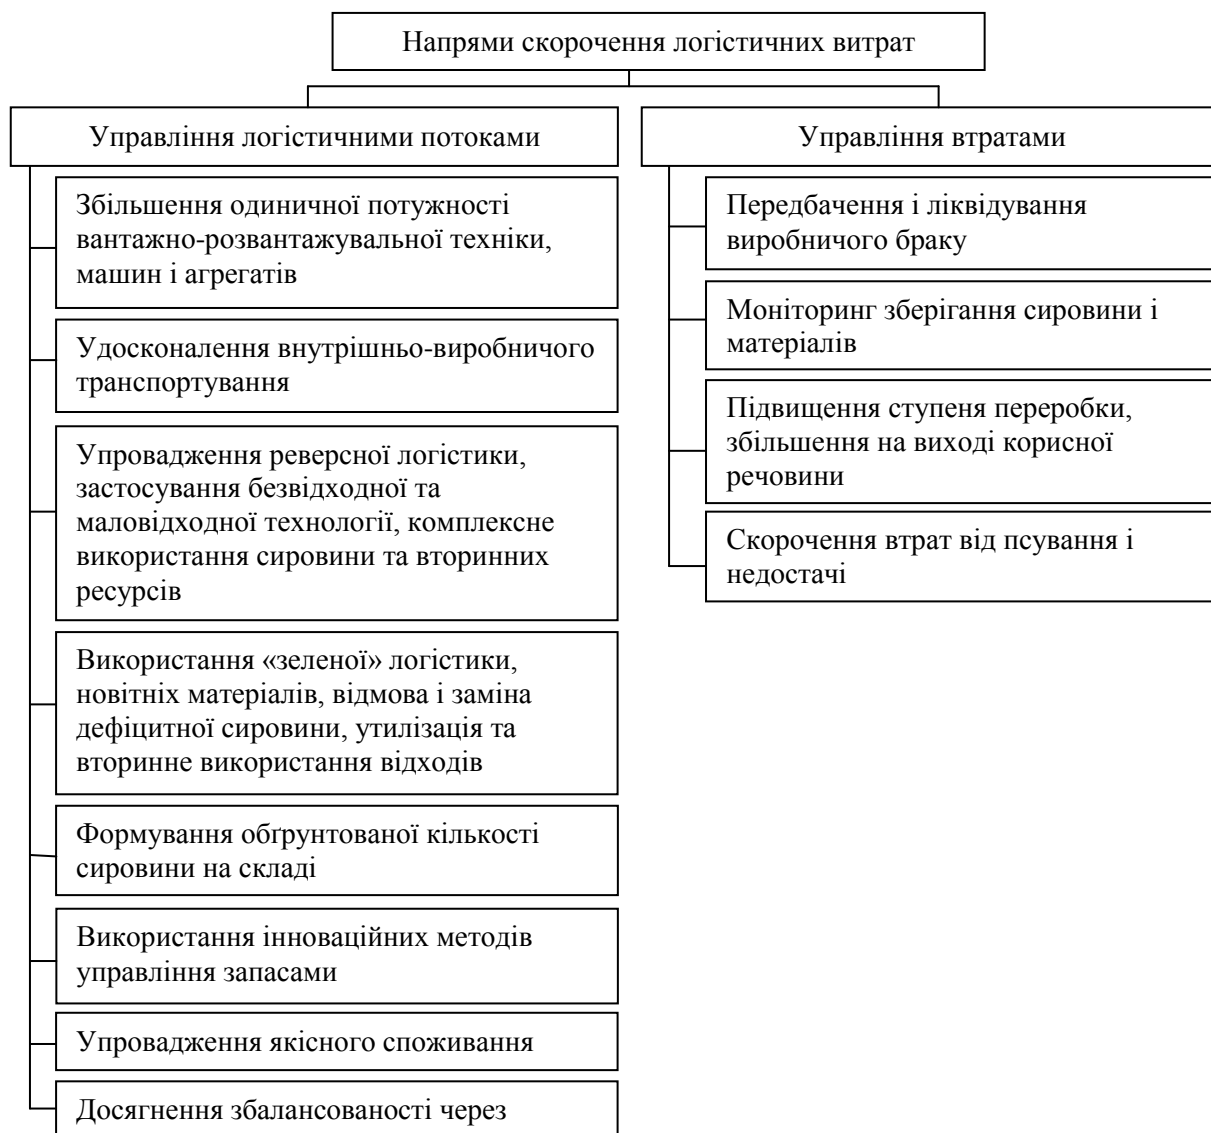 Напрями скорочення логістичних витрат
Управління логістичними потоками
Збільшення одиничної потужності
вантажно-розвантажувальної техніки,
машин і агрегатів
Удосконалення внутрішньо-виробничого
транспортування
Упровадження реверсної логістики,
застосування безвідходної та
маловідходної технології, комплексне
використання сировини та вторинних
ресурсів
Використання «зеленої» логістики,
новітніх матеріалів, відмова і заміна
дефіцитної сировини, утилізація та
вторинне використання відходів
Формування обґрунтованої кількості
сировини на складі
Використання інноваційних методів
управління запасами
Упровадження якісного споживання
Досягнення збалансованості через
Управління втратами
Передбачення і ліквідування
виробничого браку
Моніторинг зберігання сировини і
матеріалів
Підвищення ступеня переробки,
збільшення на виході корисної
речовини
Скорочення втрат від псування і
недостачі